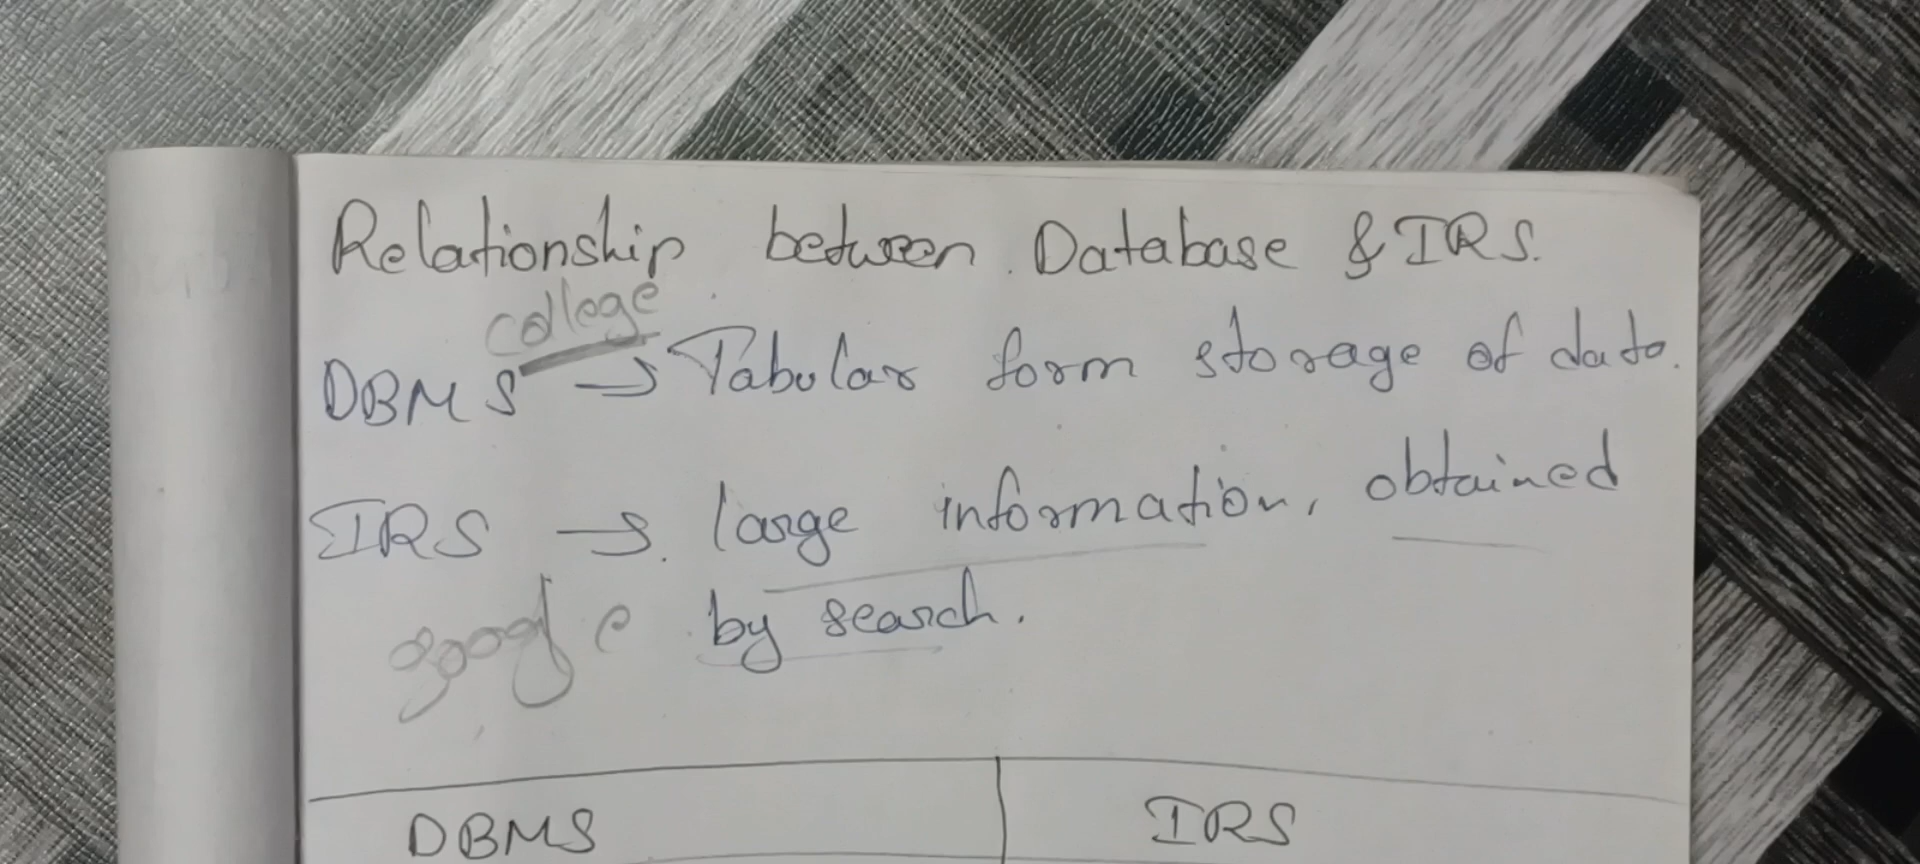 Relationship between Database & IRS.
college
DBMS → Tabular form storage of data.
IRS → large information, obtained
google by search.
DBMS IRS